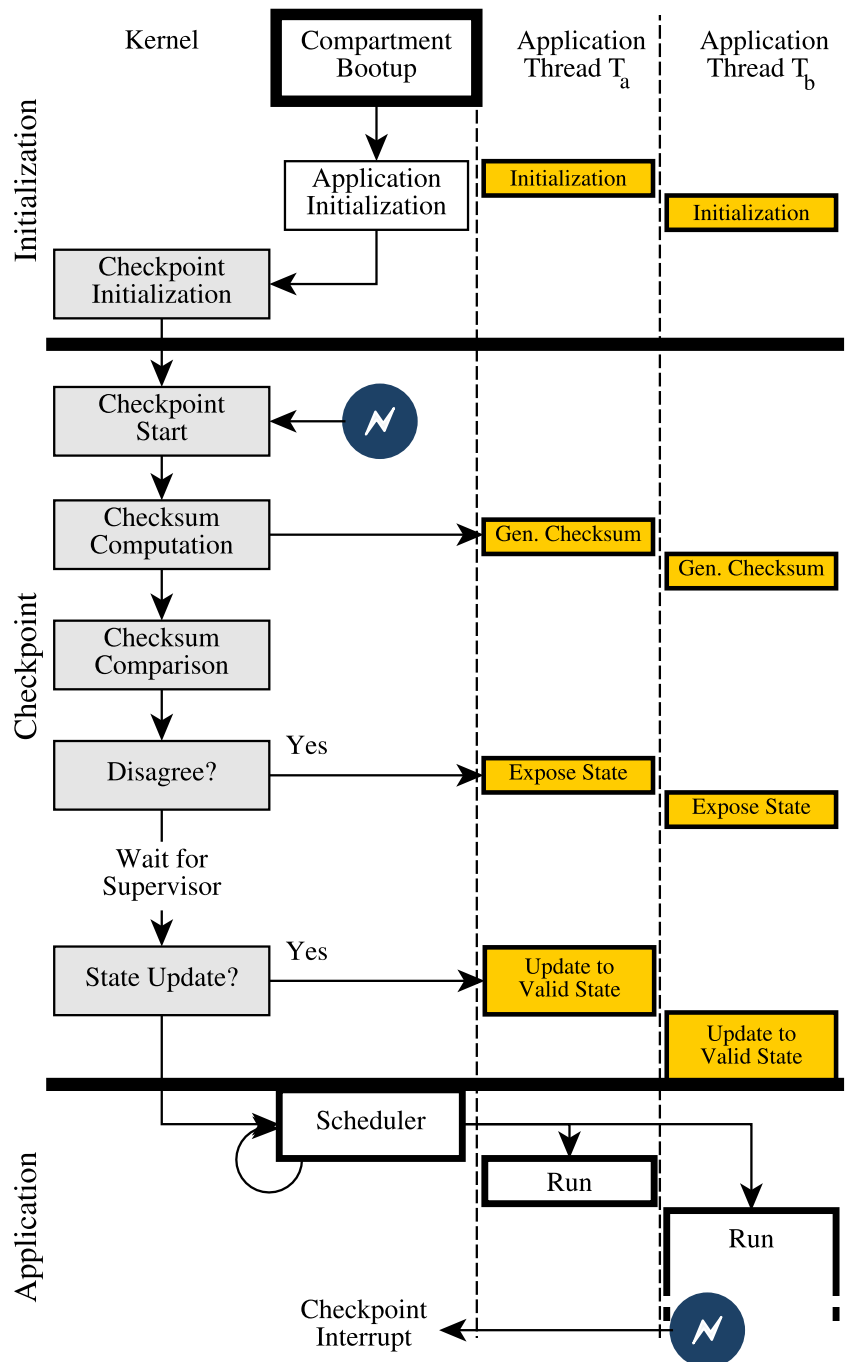 Kernel
Compartment
Bootup
Application
Thread Ta
Application
Thread Tb
Initialization
Application
Initialization
Initialization
Initialization
Checkpoint
Initialization
Checkpoint
Checkpoint
Start
Checksum
Computation
Gen. Checksum
Gen. Checksum
Checksum
Comparison
Disagree?
Yes
Expose State
Expose State
Wait for
Supervisor
State Update?
Yes
Update to
Valid State
Update to
Valid State
Application
Scheduler
Run
Run
Checkpoint
Interrupt